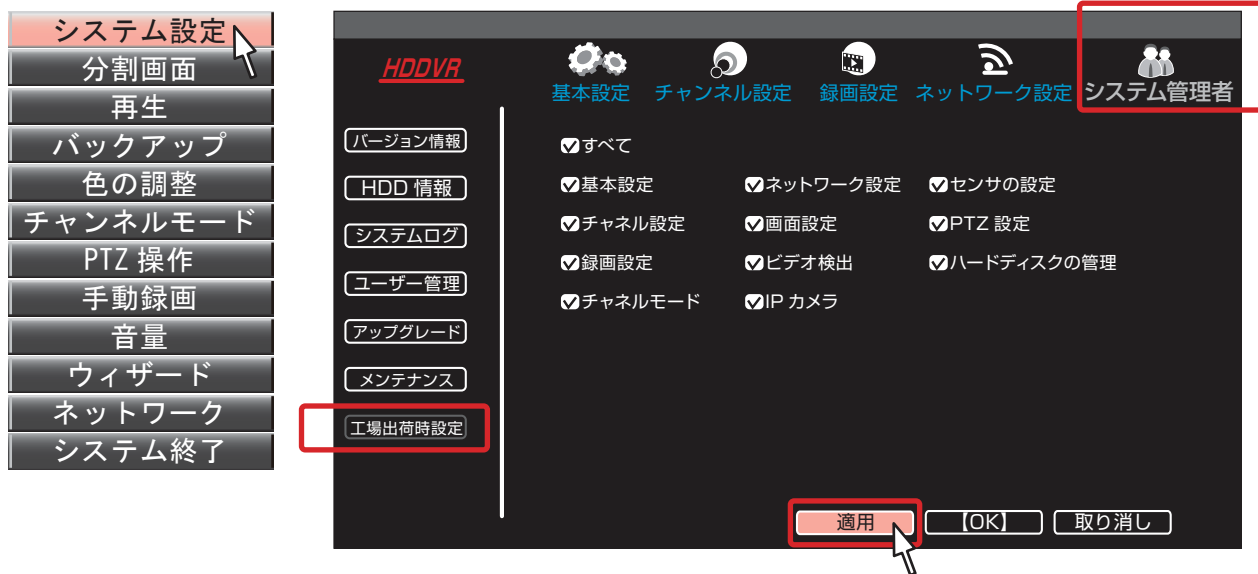 システム設定
分割画面
再生
バックアップ
色の調整
チャンネルモード
PTZ 操作
手動録画
音量
ウィザード
ネットワーク
システム終了
HDDVR
基本設定 チャンネル設定 録画設定 ネットワーク設定 システム管理者
バージョン情報
HDD 情報
システムログ
ユーザー管理
アップグレード
メンテナンス
工場出荷時設定
すべて
基本設定 ネットワーク設定 センサの設定
チャネル設定 画面設定 PTZ 設定
録画設定 ビデオ検出 ハードディスクの管理
チャネルモード IP カメラ
適用 【OK】 取り消し